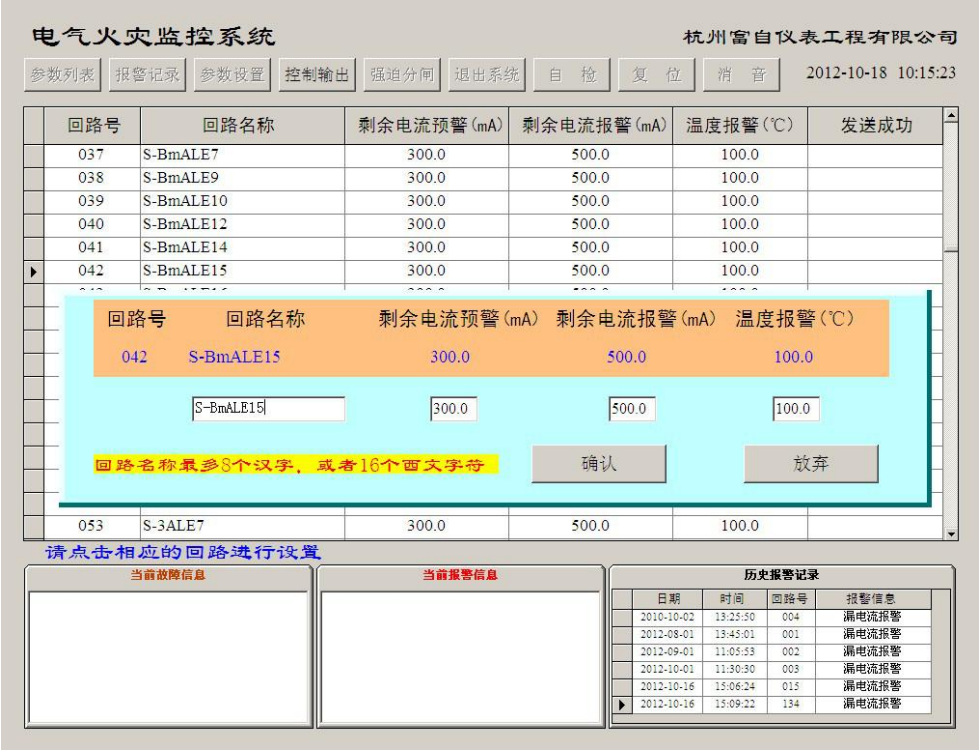 电气火灾监控系统 杭州富自仪表工程有限公司
参数列表 报警记录 参数设置 控制输出 强迫分闸 退出系统 自 检 复 位 消 音 2012-10-18 10:15:23
回路号 回路名称 剩余电流预警(mA) 剩余电流报警(mA) 温度报警(℃) 发送成功
037 S-BmALE7 300.0 500.0 100.0
038 S-BmALE9 300.0 500.0 100.0
039 S-BmALE10 300.0 500.0 100.0
040 S-BmALE12 300.0 500.0 100.0
041 S-BmALE14 300.0 500.0 100.0
042 S-BmALE15 300.0 500.0 100.0
回路号 回路名称 剩余电流预警(mA) 剩余电流报警(mA) 温度报警(℃)
042 S-BmALE15 300.0 500.0 100.0
S-BmALE15 300.0 500.0 100.0
回路名称最多8个汉字，或者16个西文字符 确认 放弃
053 S-3ALE7 300.0 500.0 100.0
请点击相应的回路进行设置
当前故障信息 当前报警信息 历史报警记录
日期 时间 回路号 报警信息
2010-10-02 13:25:50 004 漏电流报警
2012-08-01 13:45:01 001 漏电流报警
2012-09-01 11:05:53 002 漏电流报警
2012-10-01 11:30:30 003 漏电流报警
2012-10-16 15:06:24 015 漏电流报警
2012-10-16 15:09:22 134 漏电流报警